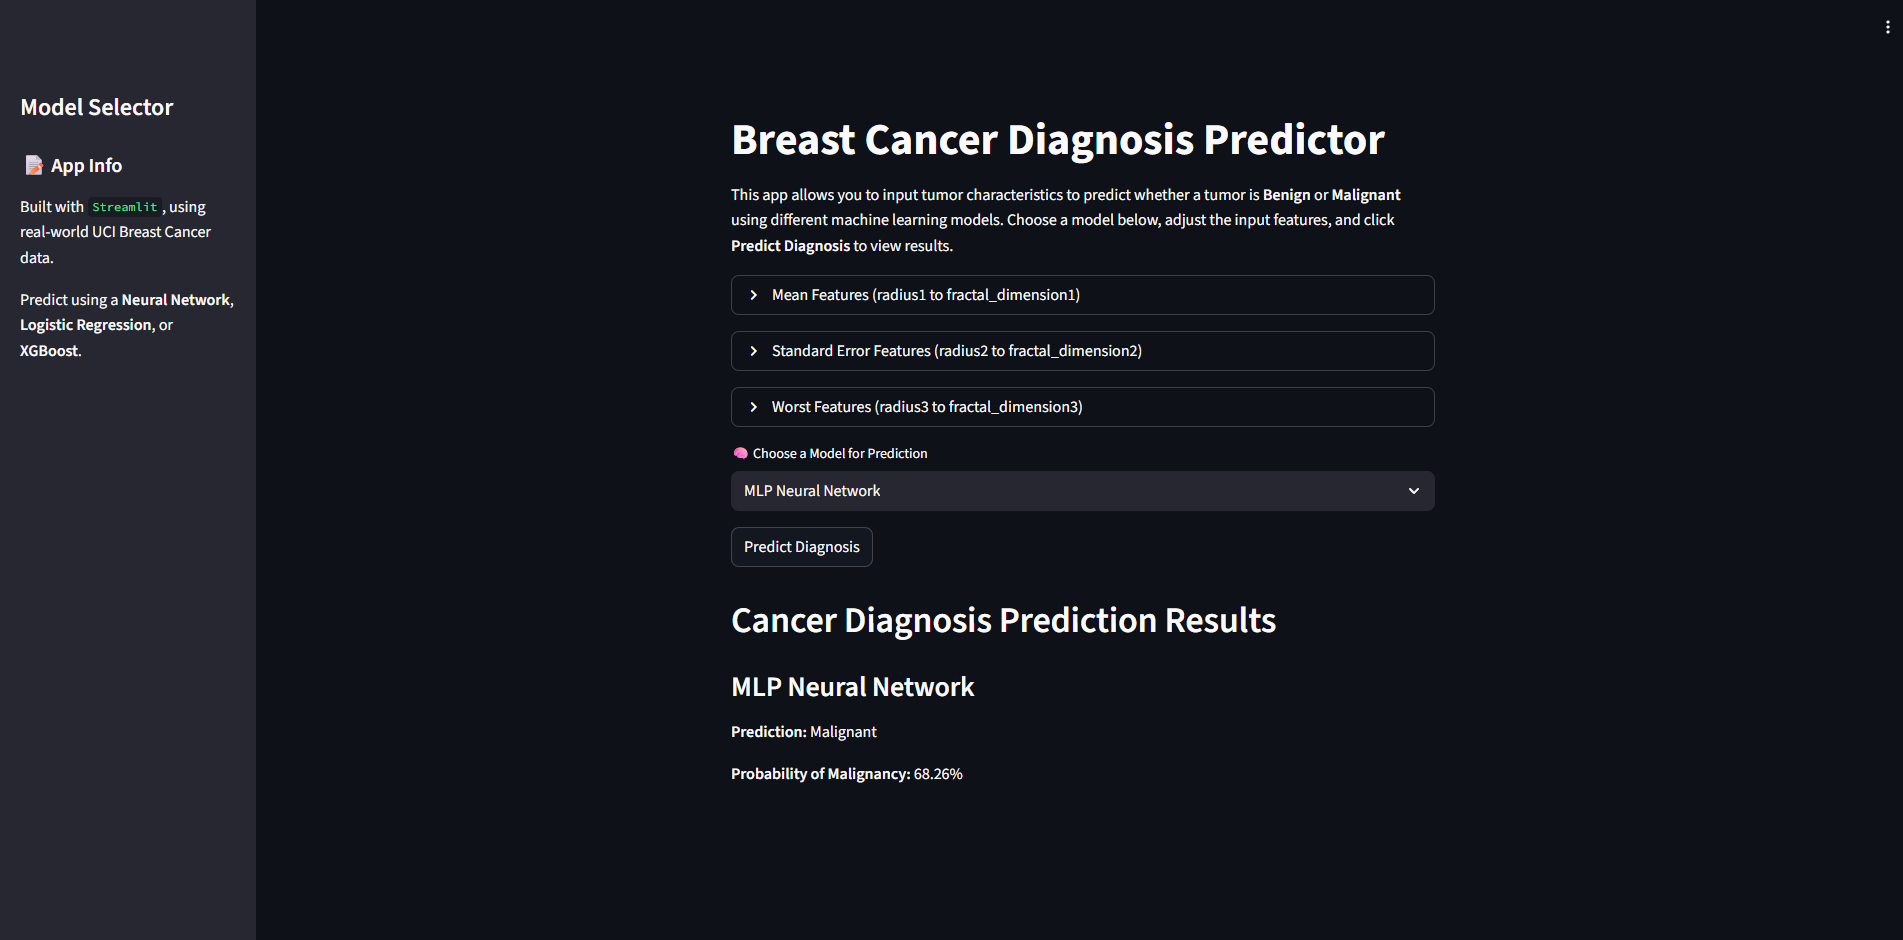 Model Selector
App Info
Built with Streamlit, using
real-world UCI Breast Cancer
data.
Predict using a Neural Network,
Logistic Regression, or
XGBoost.
Breast Cancer Diagnosis Predictor
This app allows you to input tumor characteristics to predict whether a tumor is Benign or Malignant
using different machine learning models. Choose a model below, adjust the input features, and click
Predict Diagnosis to view results.
Mean Features (radius1 to fractal_dimension1)
Standard Error Features (radius2 to fractal_dimension2)
Worst Features (radius3 to fractal_dimension3)
Choose a Model for Prediction
MLP Neural Network
Predict Diagnosis
Cancer Diagnosis Prediction Results
MLP Neural Network
Prediction: Malignant
Probability of Malignancy: 68.26%